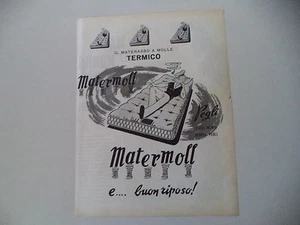 IL MATERASSO A MOLLE
TERMICO
Matermoll
Matermoll
e.... buon riposo!